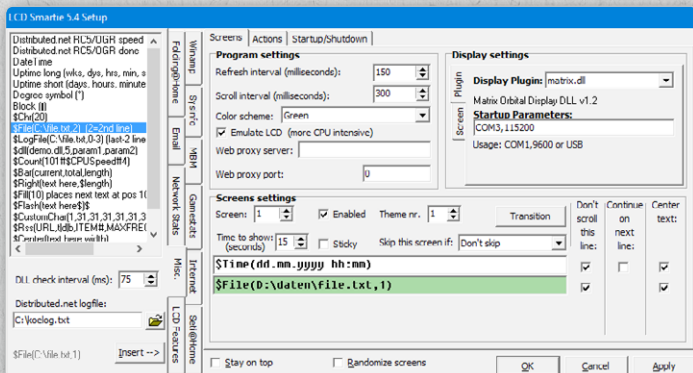 LCD Smartie 5.4 Setup
Distributed.net RC5/OGR speed
Distributed.net RC5/OGR done
DateTime
Uptime long (wks, dys, hrs, min, s
Uptime short (days, hours, minute
Degree symbol (°)
Block (||)
$Chr(20)
$File(C:\file.txt,2) (2=2nd line)
$LogFile(C:\file.txt,0-3) (last-2 line
$dll(demo.dll,5,param1,param2)
$Count(101#$CPUSpeed#4)
$Bar(current,total,length)
$Right(text here,$length)
$Fill(10) places next text at pos 10
$Flash(text here$)$
$CustomChar(1,31,31,31,31,31,3
$Rss(URL,t|d|b,ITEM#,MAXFREQ
$Center(text here,width)
DLL check interval (ms): 75
Distributed.net logfile:
C:\koclog.txt
$File(C:\file.txt,1)
Insert -->
Folding@Home
Email
Network Stats
Misc.
LCD Features
Winamp
Sysinfo
MBM
Gamestats
Internet
Seti@Home
Screens Actions Startup/Shutdown
Program settings
Refresh interval (milliseconds): 150
Scroll interval (milliseconds): 300
Color scheme: Green
Emulate LCD (more CPU intensive)
Web proxy server:
Web proxy port: 0
Display settings
Plugin
Screen
Display Plugin: matrix.dll
Matrix Orbital Display DLL v1.2
Startup Parameters:
COM3,115200
Usage: COM1,9600 or USB
Screens settings
Screen: 1 Enabled Theme nr. 1 Transition
Time to show: (seconds) 15 Sticky Skip this screen if: Don't skip
Don't scroll this line:
Continue on next line:
Center text:
$Time(dd.mm.yyyy hh:mm)
$File(D:\daten\file.txt,1)
Stay on top Randomize screens OK Cancel Apply